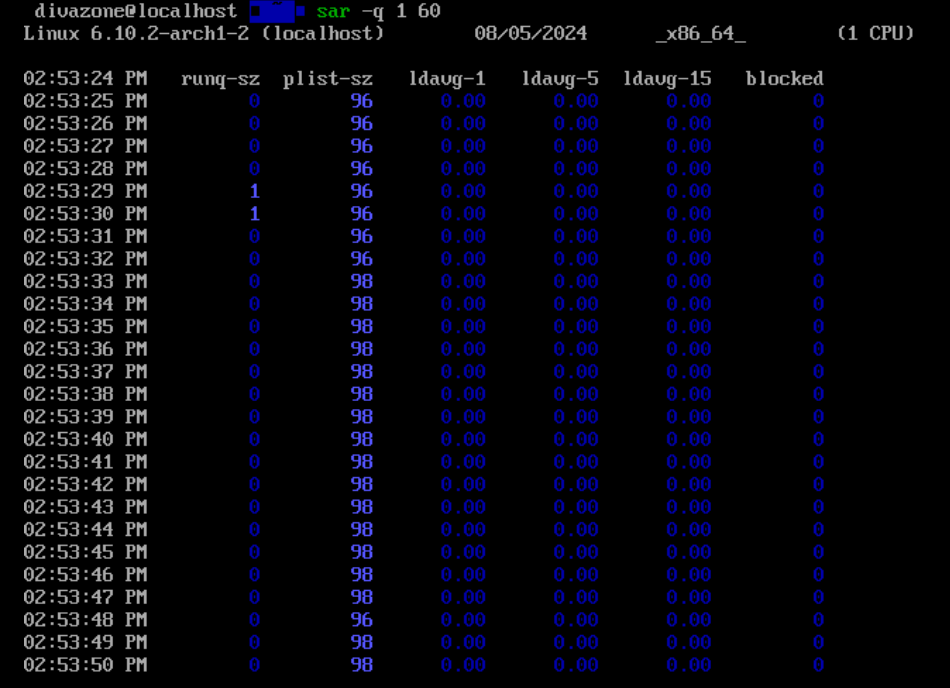 divazone@localhost sar -q 1 60
Linux 6.10.2-arch1-2 (localhost) 08/05/2024 _x86_64_ (1 CPU)
02:53:24 PM runq-sz plist-sz ldavg-1 ldavg-5 ldavg-15 blocked
02:53:25 PM 0 96 0.00 0.00 0.00 0
02:53:26 PM 0 96 0.00 0.00 0.00 0
02:53:27 PM 0 96 0.00 0.00 0.00 0
02:53:28 PM 0 96 0.00 0.00 0.00 0
02:53:29 PM 1 96 0.00 0.00 0.00 0
02:53:30 PM 1 96 0.00 0.00 0.00 0
02:53:31 PM 0 96 0.00 0.00 0.00 0
02:53:32 PM 0 96 0.00 0.00 0.00 0
02:53:33 PM 0 98 0.00 0.00 0.00 0
02:53:34 PM 0 98 0.00 0.00 0.00 0
02:53:35 PM 0 98 0.00 0.00 0.00 0
02:53:36 PM 0 98 0.00 0.00 0.00 0
02:53:37 PM 0 98 0.00 0.00 0.00 0
02:53:38 PM 0 98 0.00 0.00 0.00 0
02:53:39 PM 0 98 0.00 0.00 0.00 0
02:53:40 PM 0 98 0.00 0.00 0.00 0
02:53:41 PM 0 98 0.00 0.00 0.00 0
02:53:42 PM 0 98 0.00 0.00 0.00 0
02:53:43 PM 0 98 0.00 0.00 0.00 0
02:53:44 PM 0 98 0.00 0.00 0.00 0
02:53:45 PM 0 98 0.00 0.00 0.00 0
02:53:46 PM 0 98 0.00 0.00 0.00 0
02:53:47 PM 0 98 0.00 0.00 0.00 0
02:53:48 PM 0 96 0.00 0.00 0.00 0
02:53:49 PM 0 98 0.00 0.00 0.00 0
02:53:50 PM 0 98 0.00 0.00 0.00 0